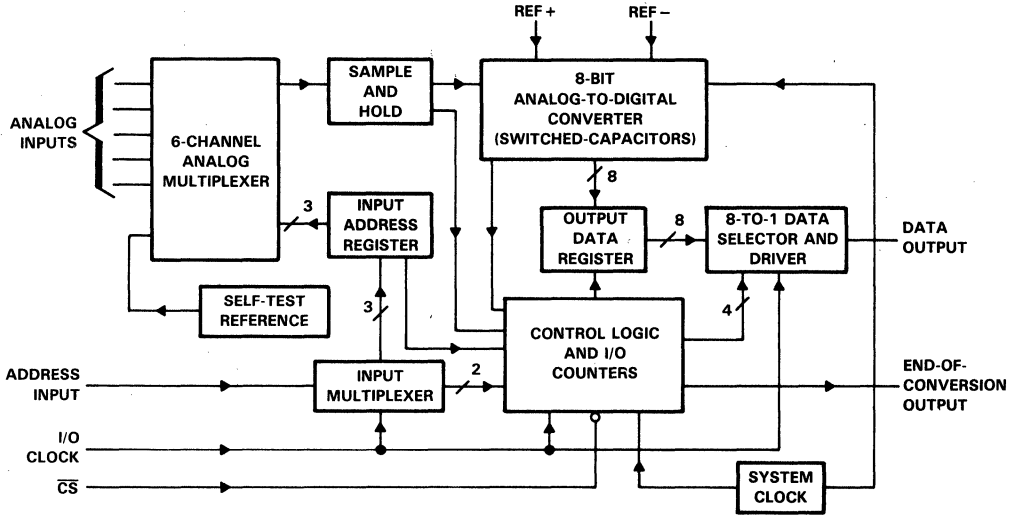 REF+
REF−
ANALOG
INPUTS
6-CHANNEL
ANALOG
MULTIPLEXER
SAMPLE
AND
HOLD
8-BIT
ANALOG-TO-DIGITAL
CONVERTER
(SWITCHED-CAPACITORS)
8
3
INPUT
ADDRESS
REGISTER
OUTPUT
DATA
REGISTER
8
8-TO-1 DATA
SELECTOR AND
DRIVER
DATA
OUTPUT
SELF-TEST
REFERENCE
3
4
CONTROL LOGIC
AND I/O
COUNTERS
ADDRESS
INPUT
INPUT
MULTIPLEXER
2
END-OF-
CONVERSION
OUTPUT
I/O
CLOCK
C̅S̅
SYSTEM
CLOCK